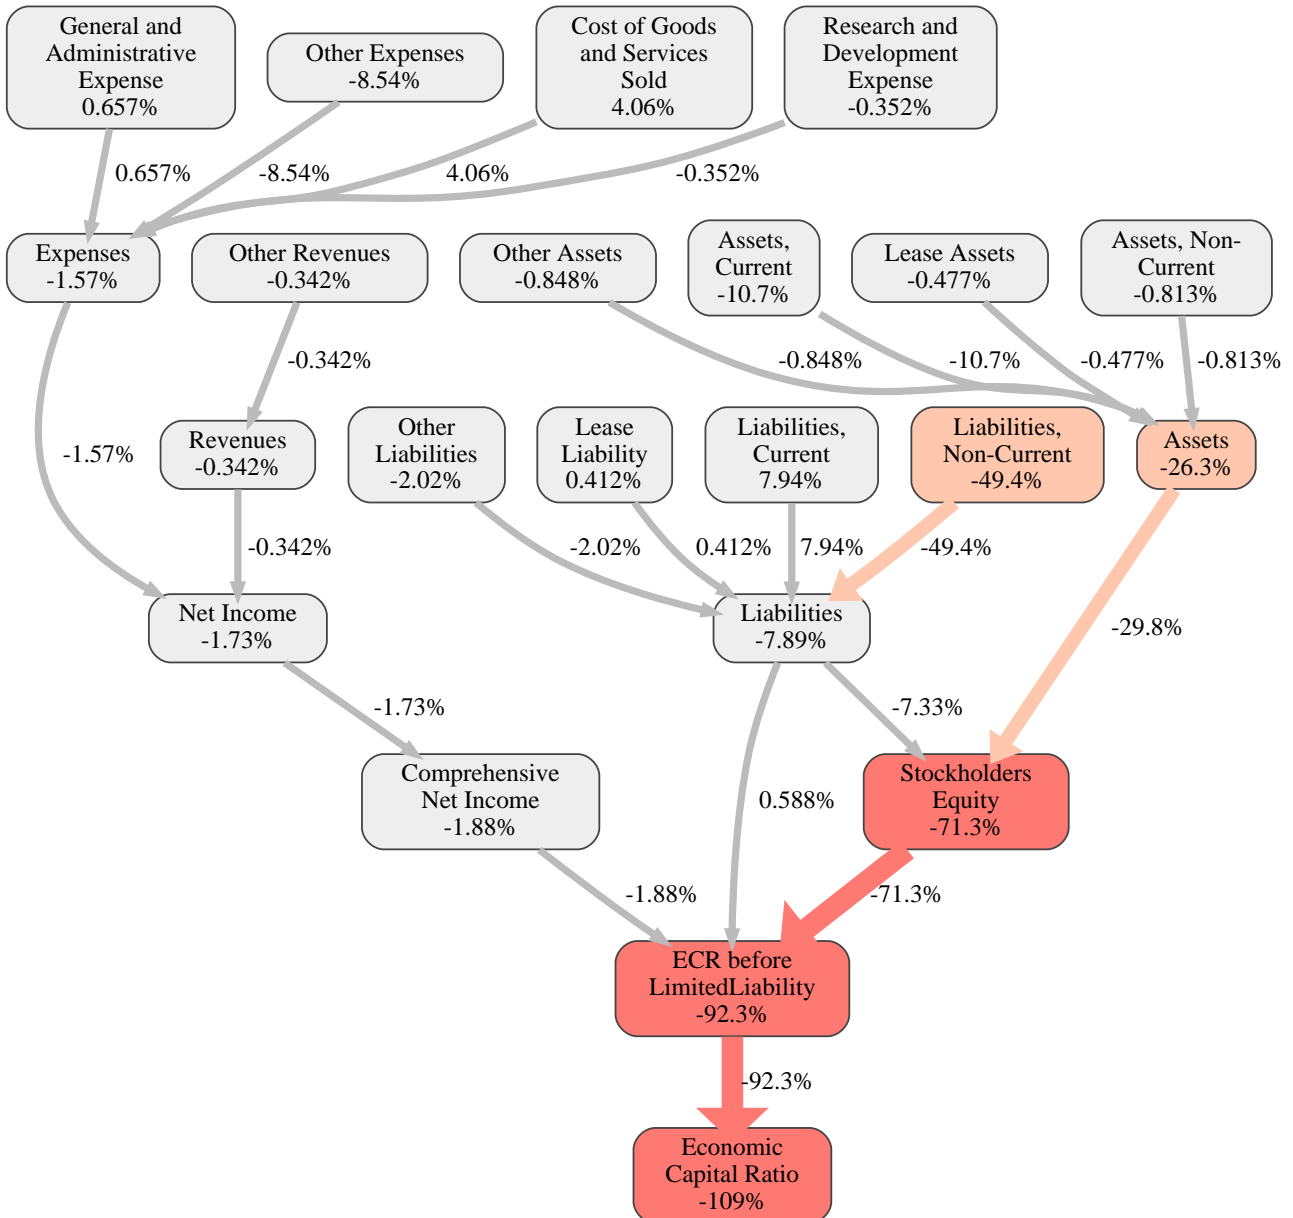 General and
Administrative
Expense
0.657%
Other Expenses
-8.54%
Cost of Goods
and Services
Sold
4.06%
Research and
Development
Expense
-0.352%
0.657%
-8.54%
4.06%
-0.352%
Expenses
-1.57%
Other Revenues
-0.342%
Other Assets
-0.848%
Assets,
Current
-10.7%
Lease Assets
-0.477%
Assets, Non-
Current
-0.813%
-0.342%
-0.848%
-10.7%
-0.477%
-0.813%
-1.57%
Revenues
-0.342%
Other
Liabilities
-2.02%
Lease
Liability
0.412%
Liabilities,
Current
7.94%
Liabilities,
Non-Current
-49.4%
Assets
-26.3%
-0.342%
-2.02%
0.412%
7.94%
-49.4%
Net Income
-1.73%
Liabilities
-7.89%
-29.8%
-1.73%
-7.33%
Comprehensive
Net Income
-1.88%
0.588%
Stockholders
Equity
-71.3%
-1.88%
-71.3%
ECR before
LimitedLiability
-92.3%
-92.3%
Economic
Capital Ratio
-109%